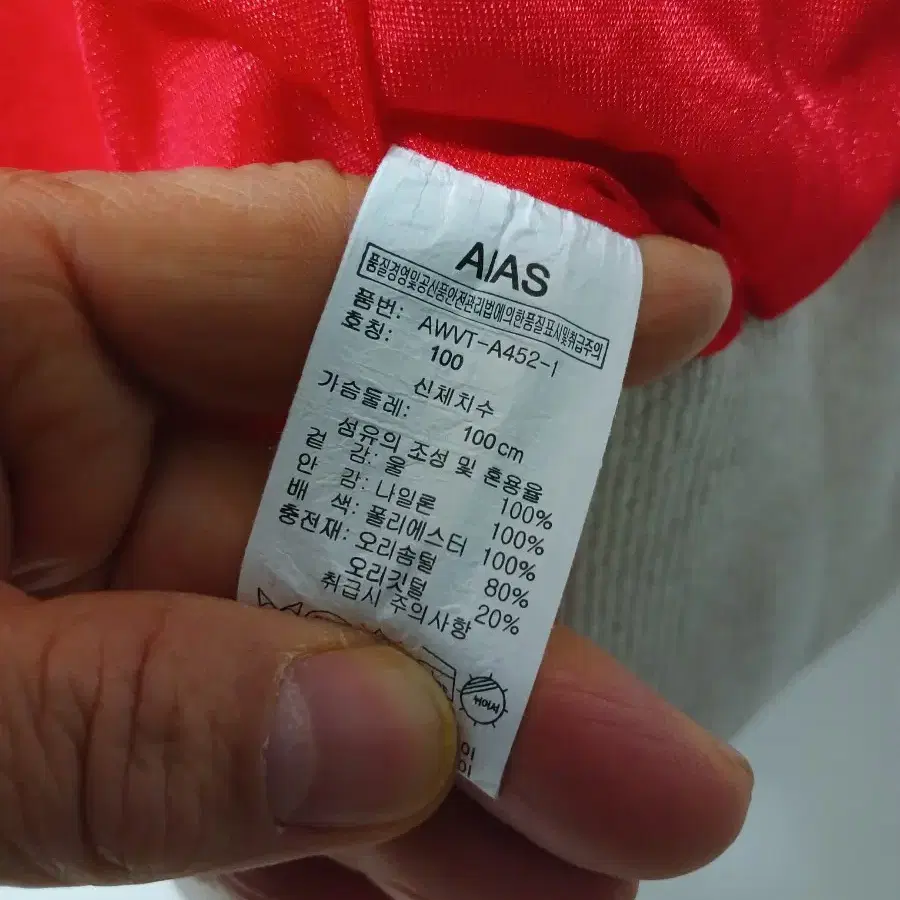 AIAS
품질경영및공산품안전관리법에의한품질표시및취급주의
품번: AWVT-A452-1
호칭: 100
신체치수
가슴둘레: 100cm
섬유의 조성 및 혼용율
겉 감: 울 100%
안 감: 나일론 100%
배 색: 폴리에스터 100%
충전재: 오리솜털 80%
오리깃털 20%
취급시 주의사항
뉘어서